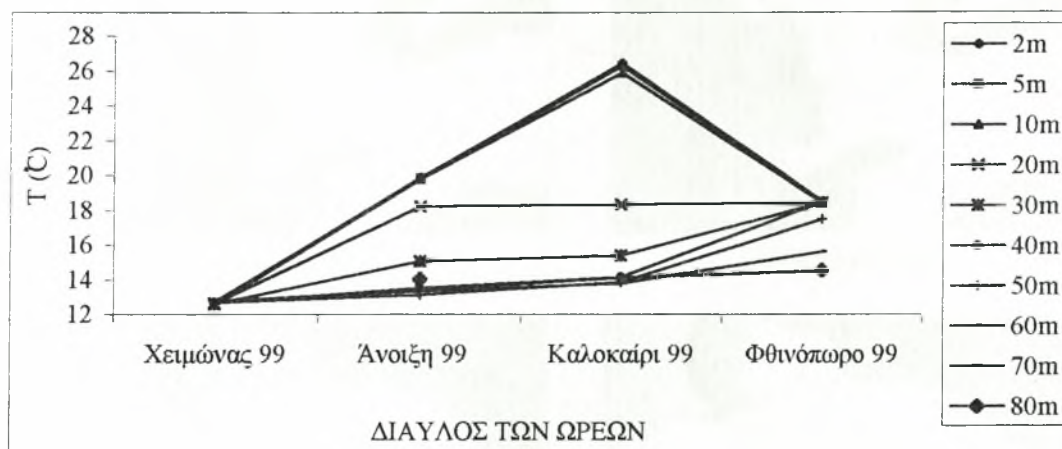 28
26
24
22
20
18
16
14
12
T (°C)
Χειμώνας 99
Άνοιξη 99
Καλοκαίρι 99
Φθινόπωρο 99
ΔΙΑΥΛΟΣ ΤΩΝ ΩΡΕΩΝ
2m
5m
10m
20m
30m
40m
50m
60m
70m
80m